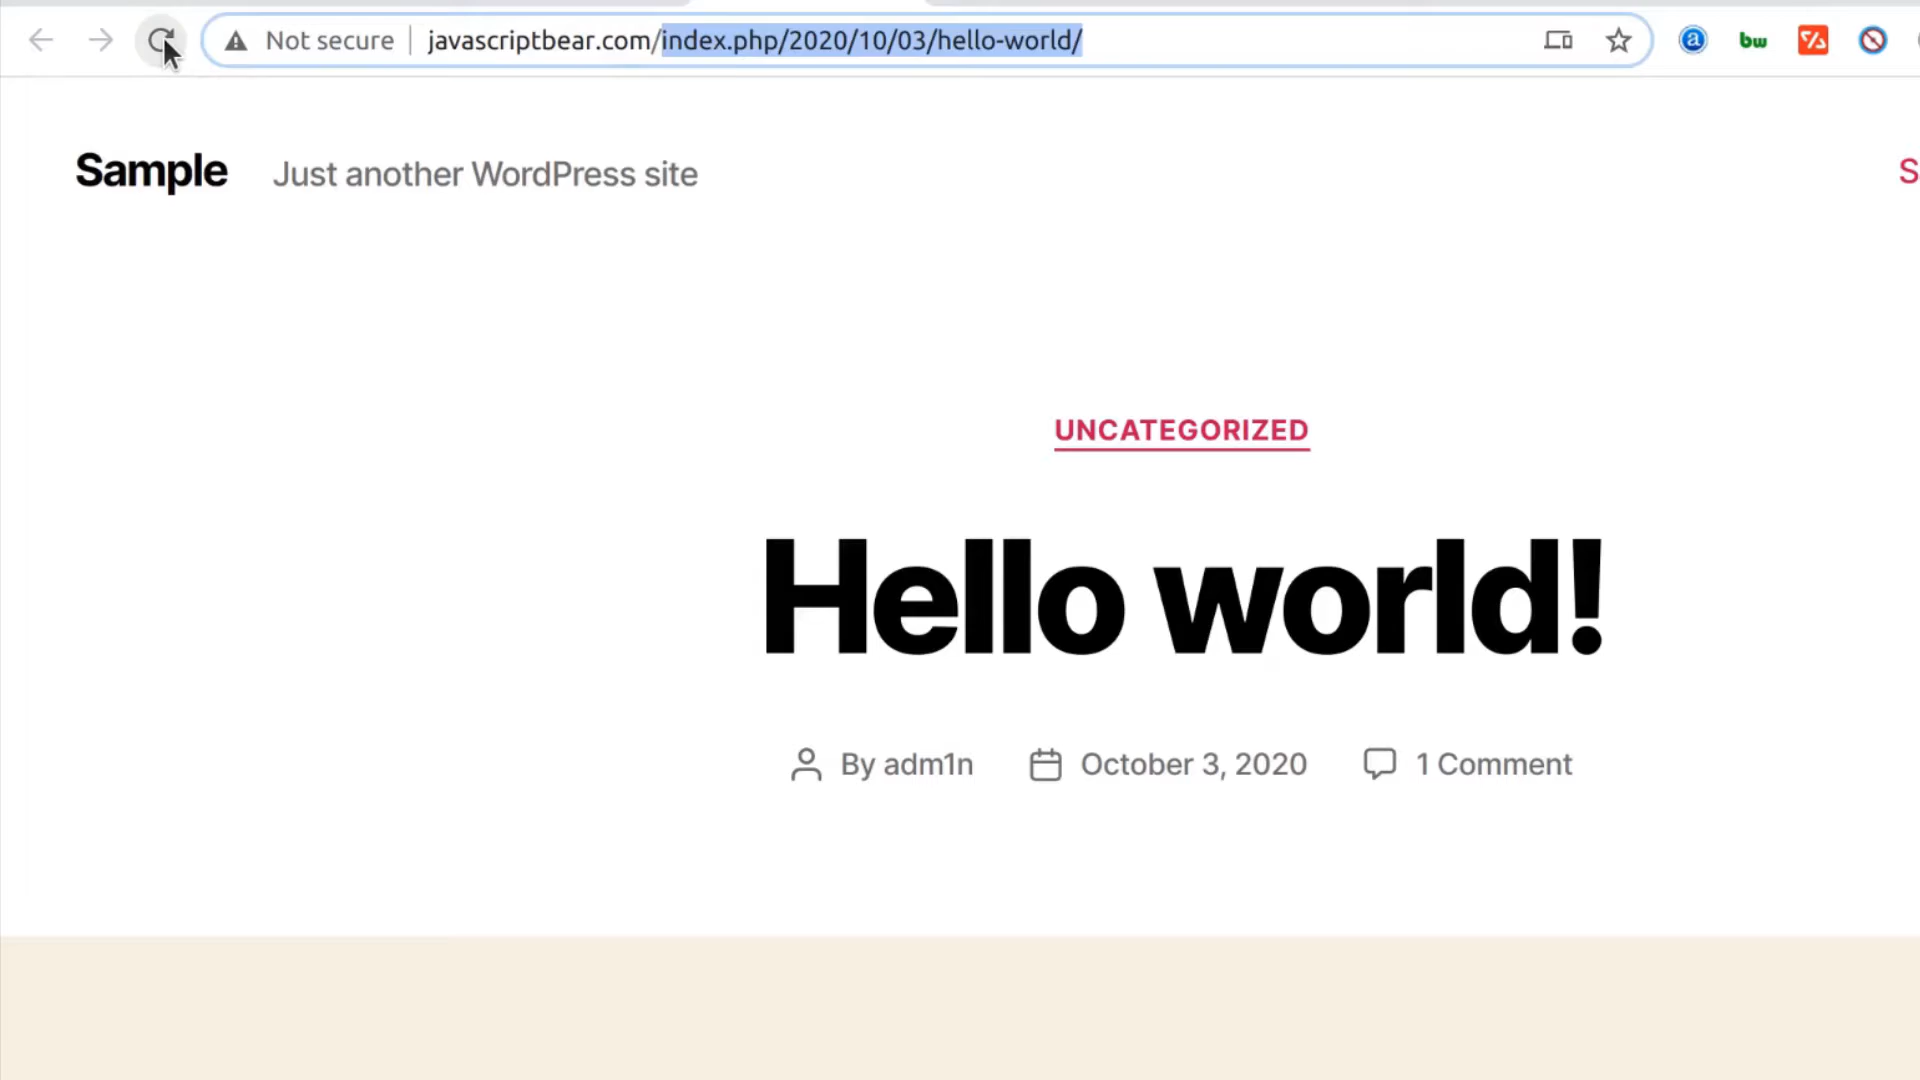 Not secure javascriptbear.com/index.php/2020/10/03/hello-world/
a bw
Sample Just another WordPress site S
UNCATEGORIZED
Hello world!
By adm1n October 3, 2020 1 Comment